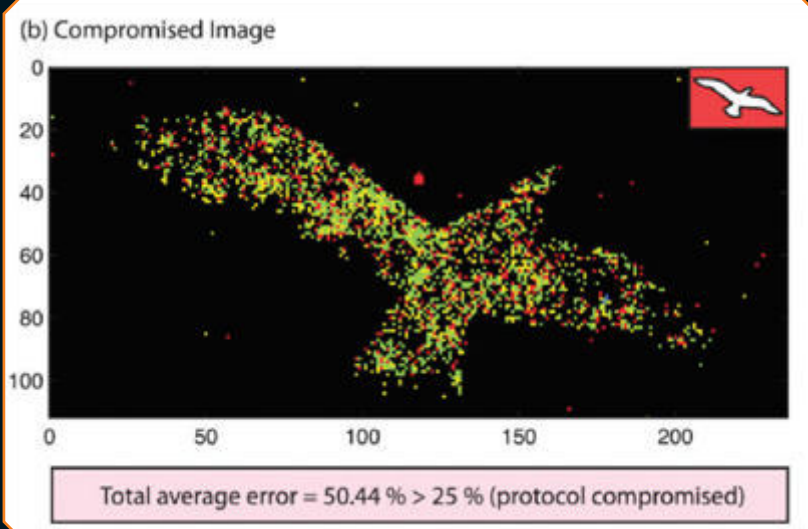 (b) Compromised Image
0
20
40
60
80
100
0 50 100 150 200
Total average error = 50.44 % > 25 % (protocol compromised)